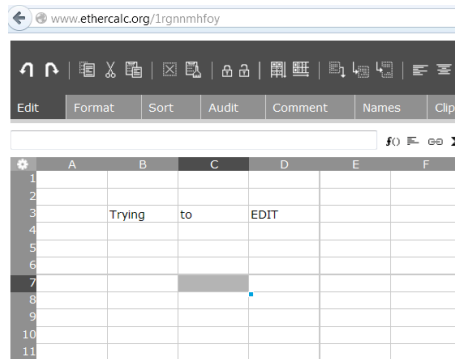 www.ethercalc.org/1rgnnmhfoy
Edit Format Sort Audit Comment Names Clip
f()
A B C D E F
1
2
3 Trying to EDIT
4
5
6
7
8
9
10
11